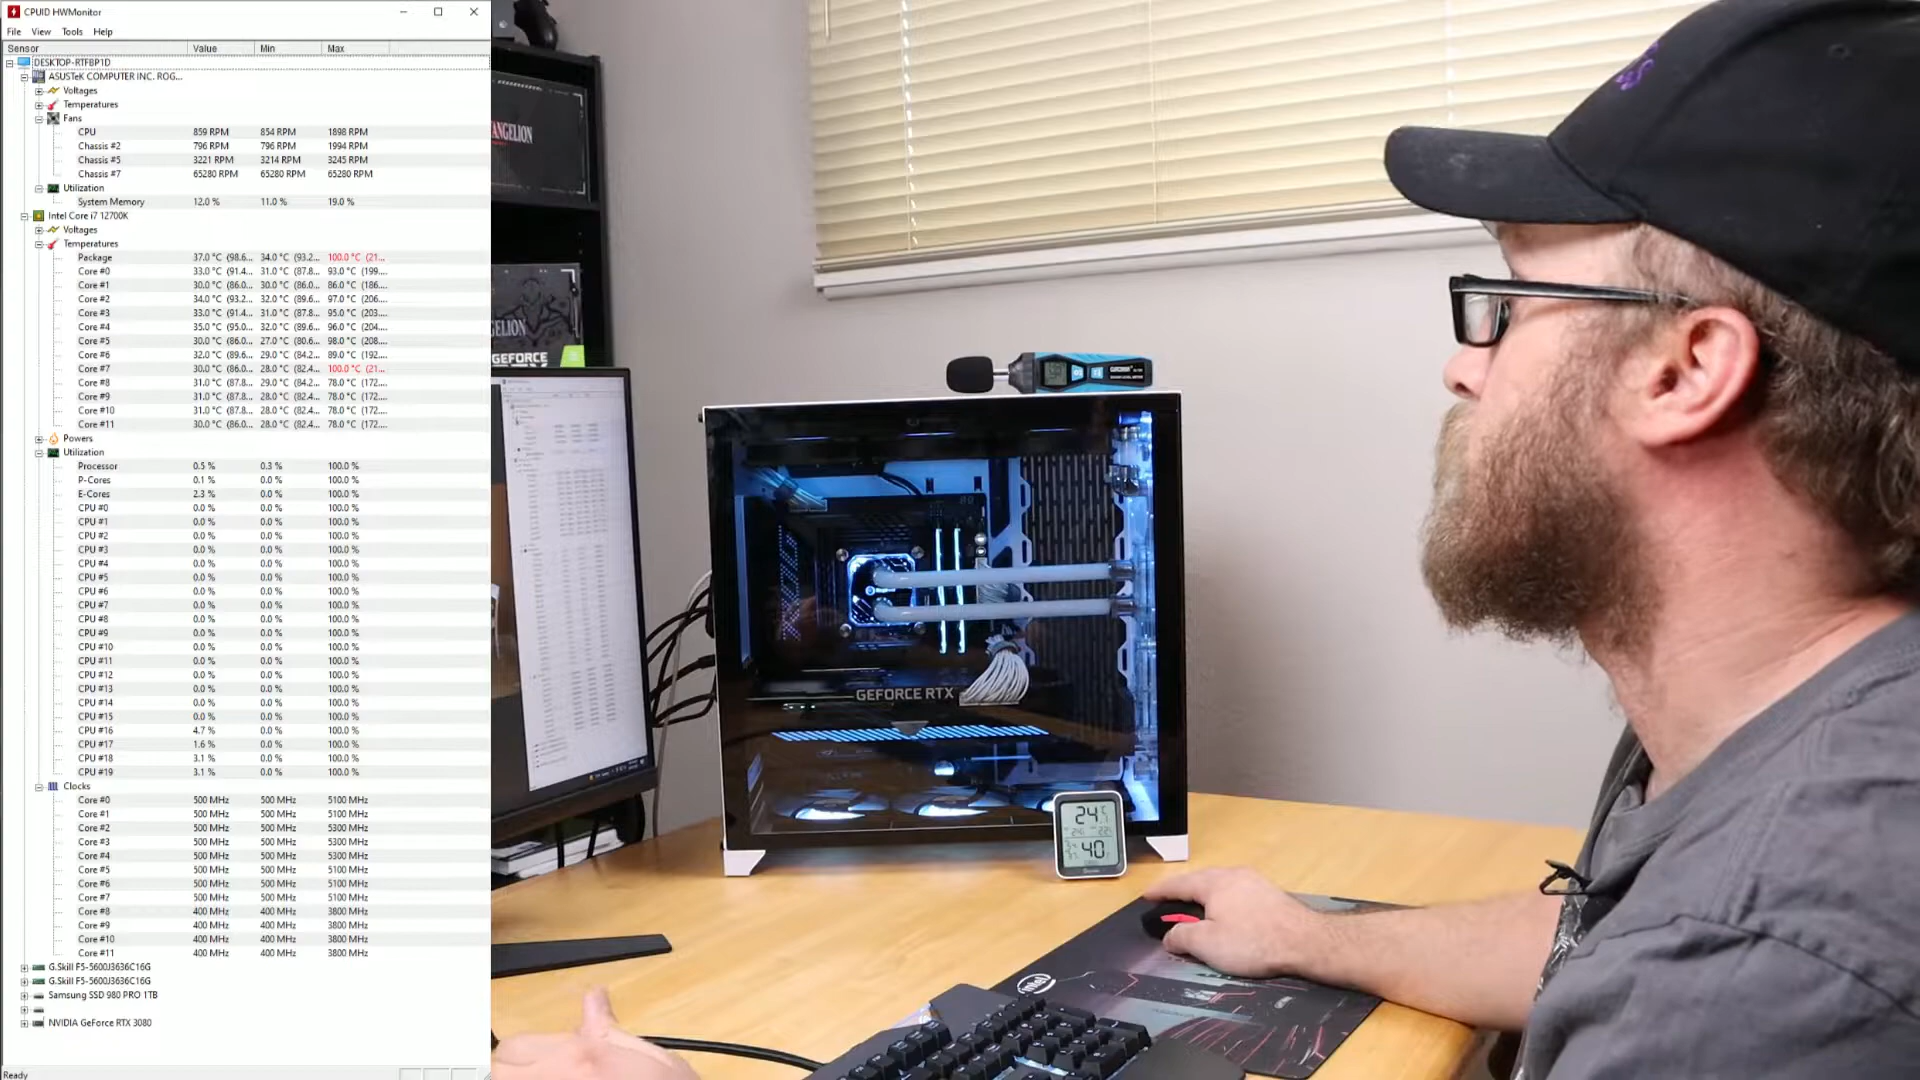 CPUID HWMonitor
File View Tools Help
Sensor Value Min Max
DESKTOP-RTFBP1D
ASUSTeK COMPUTER INC. ROG...
Voltages
Temperatures
Fans
CPU 859 RPM 854 RPM 1898 RPM
Chassis #2 796 RPM 796 RPM 1994 RPM
Chassis #5 3221 RPM 3214 RPM 3245 RPM
Chassis #7 65280 RPM 65280 RPM 65280 RPM
Utilization
System Memory 12.0 % 11.0 % 19.0 %
Intel Core i7 12700K
Voltages
Temperatures
Package 37.0 °C (98.6... 34.0 °C (93.2... 100.0 °C (21...
Core #0 33.0 °C (91.4... 31.0 °C (87.8... 93.0 °C (199....
Core #1 30.0 °C (86.0... 30.0 °C (86.0... 86.0 °C (186....
Core #2 34.0 °C (93.2... 32.0 °C (89.6... 97.0 °C (206....
Core #3 33.0 °C (91.4... 31.0 °C (87.8... 95.0 °C (203....
Core #4 35.0 °C (95.0... 32.0 °C (89.6... 96.0 °C (204....
Core #5 30.0 °C (86.0... 27.0 °C (80.6... 98.0 °C (208....
Core #6 32.0 °C (89.6... 29.0 °C (84.2... 89.0 °C (192....
Core #7 30.0 °C (86.0... 28.0 °C (82.4... 100.0 °C (21...
Core #8 31.0 °C (87.8... 29.0 °C (84.2... 78.0 °C (172....
Core #9 31.0 °C (87.8... 28.0 °C (82.4... 78.0 °C (172....
Core #10 31.0 °C (87.8... 28.0 °C (82.4... 78.0 °C (172....
Core #11 30.0 °C (86.0... 28.0 °C (82.4... 78.0 °C (172....
Powers
Utilization
Processor 0.5 % 0.3 % 100.0 %
P-Cores 0.1 % 0.0 % 100.0 %
E-Cores 2.3 % 0.0 % 100.0 %
CPU #0 0.0 % 0.0 % 100.0 %
CPU #1 0.0 % 0.0 % 100.0 %
CPU #2 0.0 % 0.0 % 100.0 %
CPU #3 0.0 % 0.0 % 100.0 %
CPU #4 0.0 % 0.0 % 100.0 %
CPU #5 0.0 % 0.0 % 100.0 %
CPU #6 0.0 % 0.0 % 100.0 %
CPU #7 0.0 % 0.0 % 100.0 %
CPU #8 0.0 % 0.0 % 100.0 %
CPU #9 0.0 % 0.0 % 100.0 %
CPU #10 0.0 % 0.0 % 100.0 %
CPU #11 0.0 % 0.0 % 100.0 %
CPU #12 0.0 % 0.0 % 100.0 %
CPU #13 0.0 % 0.0 % 100.0 %
CPU #14 0.0 % 0.0 % 100.0 %
CPU #15 0.0 % 0.0 % 100.0 %
CPU #16 4.7 % 0.0 % 100.0 %
CPU #17 1.6 % 0.0 % 100.0 %
CPU #18 3.1 % 0.0 % 100.0 %
CPU #19 3.1 % 0.0 % 100.0 %
Clocks
Core #0 500 MHz 500 MHz 5100 MHz
Core #1 500 MHz 500 MHz 5100 MHz
Core #2 500 MHz 500 MHz 5300 MHz
Core #3 500 MHz 500 MHz 5300 MHz
Core #4 500 MHz 500 MHz 5300 MHz
Core #5 500 MHz 500 MHz 5100 MHz
Core #6 500 MHz 500 MHz 5100 MHz
Core #7 500 MHz 500 MHz 5100 MHz
Core #8 400 MHz 400 MHz 3800 MHz
Core #9 400 MHz 400 MHz 3800 MHz
Core #10 400 MHz 400 MHz 3800 MHz
Core #11 400 MHz 400 MHz 3800 MHz
G.Skill F5-5600J3636C16G
G.Skill F5-5600J3636C16G
Samsung SSD 980 PRO 1TB
NVIDIA GeForce RTX 3080
Ready
ANGELION
GELION
GEFORCE
GEFORCE RTX
24
40
intel